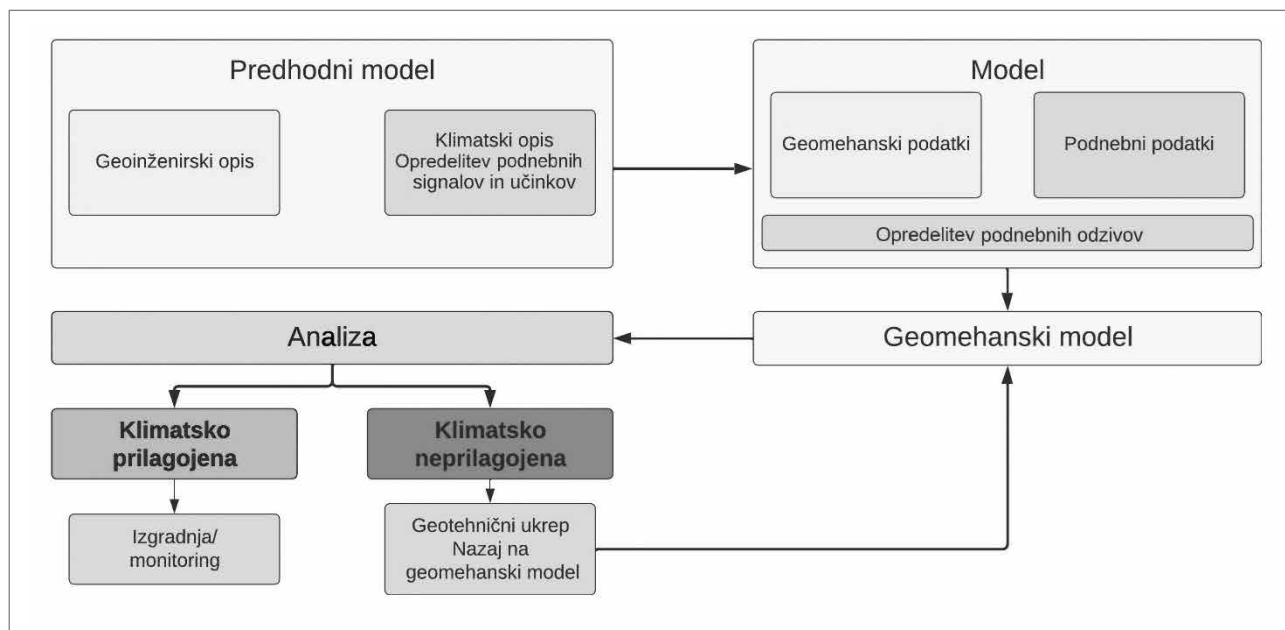 Predhodni model
Geoinženirski opis
Klimatski opis
Opredelitev podnebnih
signalov in učinkov
Model
Geomehanski podatki
Podnebni podatki
Opredelitev podnebnih odzivov
Geomehanski model
Analiza
Klimatsko
prilagojena
Klimatsko
neprilagojena
Izgradnja/
monitoring
Geotehnični ukrep
Nazaj na
geomehanski model